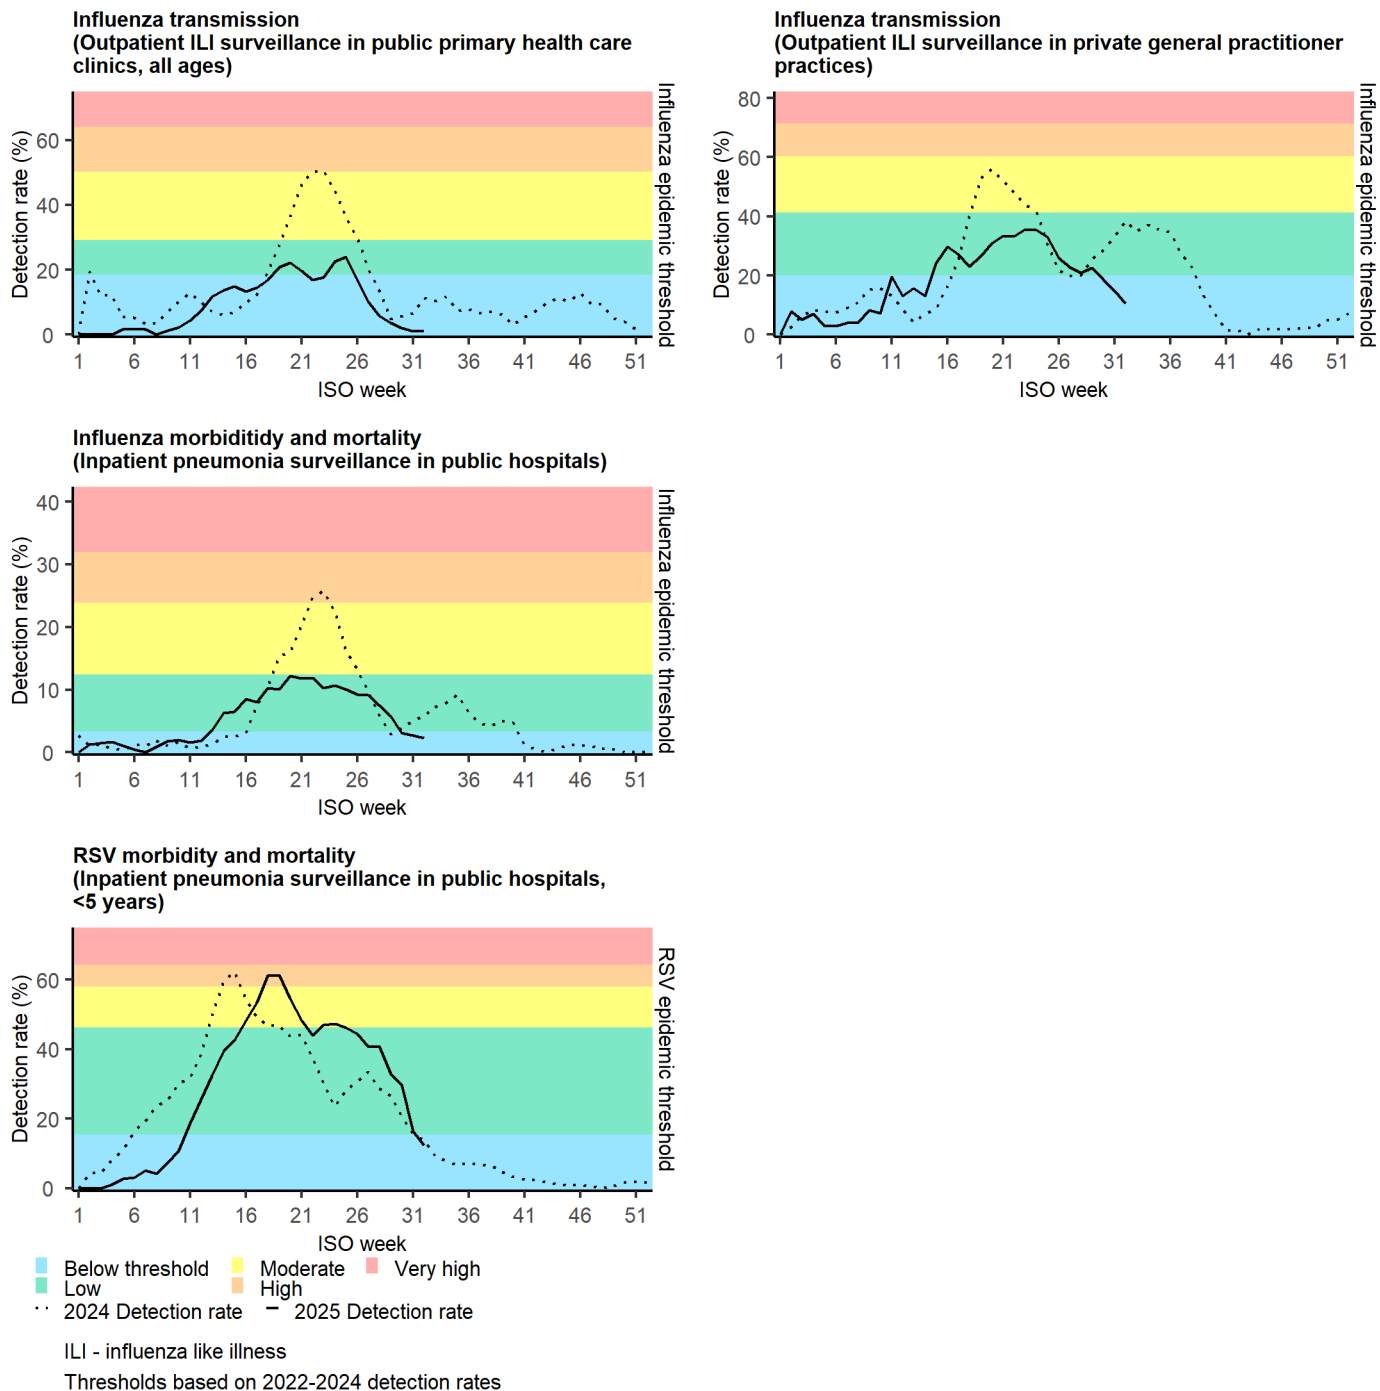 Influenza transmission
(Outpatient ILI surveillance in public primary health care
clinics, all ages)
Detection rate (%)
60
40
20
0
1 6 11 16 21 26 31 36 41 46 51
ISO week
Influenza epidemic threshold
Influenza transmission
(Outpatient ILI surveillance in private general practitioner
practices)
Detection rate (%)
80
60
40
20
0
1 6 11 16 21 26 31 36 41 46 51
ISO week
Influenza epidemic threshold
Influenza morbiditidy and mortality
(Inpatient pneumonia surveillance in public hospitals)
Detection rate (%)
40
30
20
10
0
1 6 11 16 21 26 31 36 41 46 51
ISO week
Influenza epidemic threshold
RSV morbidity and mortality
(Inpatient pneumonia surveillance in public hospitals,
<5 years)
Detection rate (%)
60
40
20
0
1 6 11 16 21 26 31 36 41 46 51
ISO week
RSV epidemic threshold
Below threshold Moderate Very high
Low High
2024 Detection rate 2025 Detection rate
ILI - influenza like illness
Thresholds based on 2022-2024 detection rates